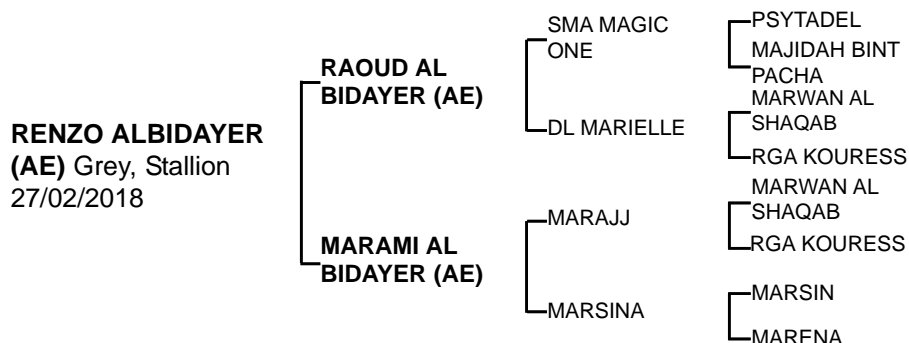 RENZO ALBIDAYER
(AE) Grey, Stallion
27/02/2018
RAOUD AL
BIDAYER (AE)
MARAMI AL
BIDAYER (AE)
SMA MAGIC
ONE
DL MARIELLE
MARAJJ
MARSINA
PSYTADEL
MAJIDAH BINT
PACHA
MARWAN AL
SHAQAB
RGA KOURESS
MARWAN AL
SHAQAB
RGA KOURESS
MARSIN
MARENA